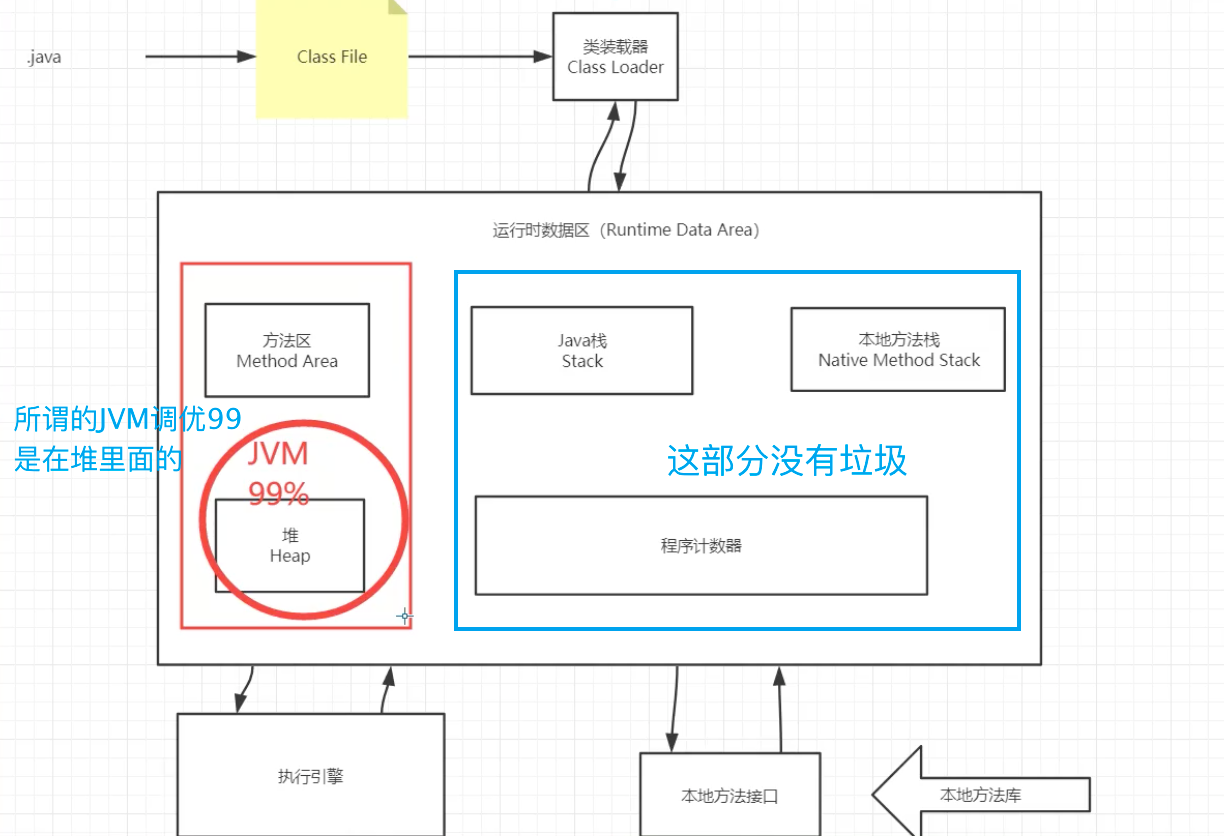 .java
Class File
类装载器
Class Loader
运行时数据区（Runtime Data Area）
方法区
Method Area
Java栈
Stack
本地方法栈
Native Method Stack
所谓的JVM调优99
是在堆里面的
JVM
99%
这部分没有垃圾
堆
Heap
程序计数器
执行引擎
本地方法接口
本地方法库